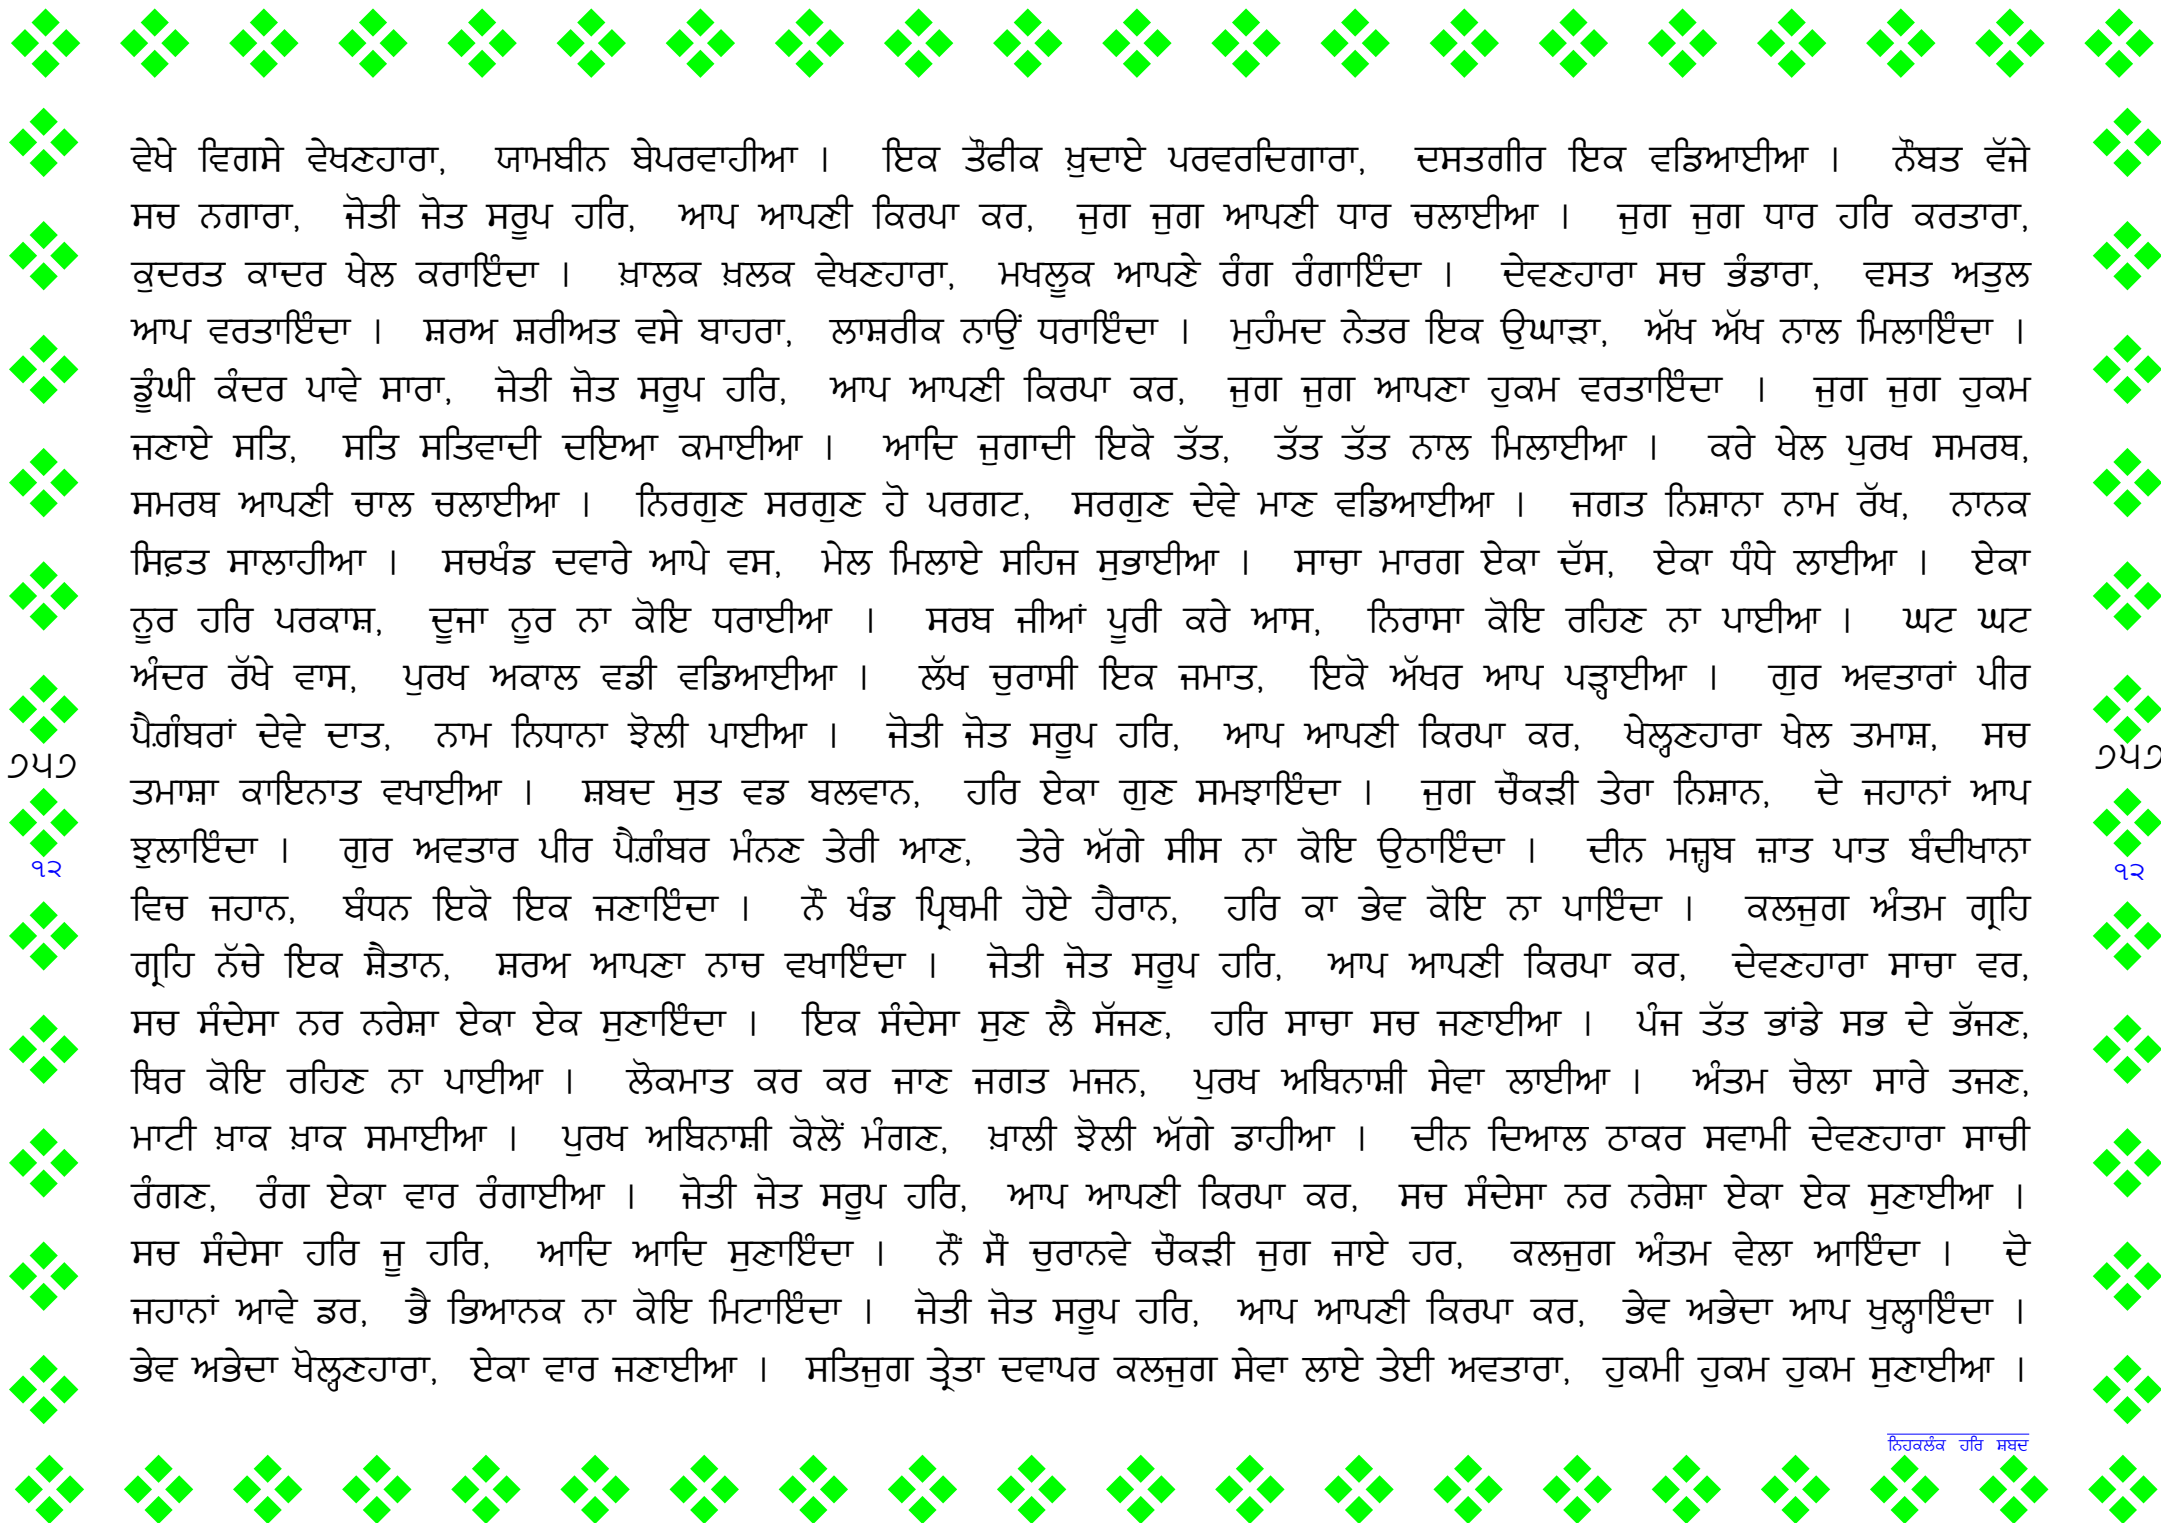 ਵੇਖੇ ਵਿਗਸੇ ਵੇਖਣਹਾਰਾ, ਯਾਮਬੀਨ ਬੇਪਰਵਾਹੀਆ । ਇਕ ਤੌਫੀਕ ਖ਼ੁਦਾਏ ਪਰਵਰਦਿਗਾਰਾ, ਦਸਤਗੀਰ ਇਕ ਵਡਿਆਈਆ । ਨੌਬਤ ਵੱਜੇ
ਸਚ ਨਗਾਰਾ, ਜੋਤੀ ਜੋਤ ਸਰੂਪ ਹਰਿ, ਆਪ ਆਪਣੀ ਕਿਰਪਾ ਕਰ, ਜੁਗ ਜੁਗ ਆਪਣੀ ਧਾਰ ਚਲਾਈਆ । ਜੁਗ ਜੁਗ ਧਾਰ ਹਰਿ ਕਰਤਾਰਾ,
ਕੁਦਰਤ ਕਾਦਰ ਖੇਲ ਕਰਾਇੰਦਾ । ਖ਼ਾਲਕ ਖ਼ਲਕ ਵੇਖਣਹਾਰਾ, ਮਖਲੂਕ ਆਪਣੇ ਰੰਗ ਰੰਗਾਇੰਦਾ । ਦੇਵਣਹਾਰਾ ਸਚ ਭੰਡਾਰਾ, ਵਸਤ ਅਤੁਲ
ਆਪ ਵਰਤਾਇੰਦਾ । ਸ਼ਰਅ ਸ਼ਰੀਅਤ ਵਸੇ ਬਾਹਰਾ, ਲਾਸ਼ਰੀਕ ਨਾਉਂ ਧਰਾਇੰਦਾ । ਮੁਹੰਮਦ ਨੇਤਰ ਇਕ ਉਘਾੜਾ, ਅੱਖ ਅੱਖ ਨਾਲ ਮਿਲਾਇੰਦਾ ।
ਡੂੰਘੀ ਕੰਦਰ ਪਾਵੇ ਸਾਰਾ, ਜੋਤੀ ਜੋਤ ਸਰੂਪ ਹਰਿ, ਆਪ ਆਪਣੀ ਕਿਰਪਾ ਕਰ, ਜੁਗ ਜੁਗ ਆਪਣਾ ਹੁਕਮ ਵਰਤਾਇੰਦਾ । ਜੁਗ ਜੁਗ ਹੁਕਮ
ਜਣਾਏ ਸਤਿ, ਸਤਿ ਸਤਿਵਾਦੀ ਦਇਆ ਕਮਾਈਆ । ਆਦਿ ਜੁਗਾਦੀ ਇਕੋ ਤੱਤ, ਤੱਤ ਤੱਤ ਨਾਲ ਮਿਲਾਈਆ । ਕਰੇ ਖੇਲ ਪੁਰਖ ਸਮਰਥ,
ਸਮਰਥ ਆਪਣੀ ਚਾਲ ਚਲਾਈਆ । ਨਿਰਗੁਣ ਸਰਗੁਣ ਹੋ ਪਰਗਟ, ਸਰਗੁਣ ਦੇਵੇ ਮਾਣ ਵਡਿਆਈਆ । ਜਗਤ ਨਿਸ਼ਾਨਾ ਨਾਮ ਰੱਖ, ਨਾਨਕ
ਸਿਫ਼ਤ ਸਾਲਾਹੀਆ । ਸਚਖੰਡ ਦਵਾਰੇ ਆਪੇ ਵਸ, ਮੇਲ ਮਿਲਾਏ ਸਹਿਜ ਸੁਭਾਈਆ । ਸਾਚਾ ਮਾਰਗ ਏਕਾ ਦੱਸ, ਏਕਾ ਧੰਧੇ ਲਾਈਆ । ਏਕਾ
ਨੂਰ ਹਰਿ ਪਰਕਾਸ਼, ਦੂਜਾ ਨੂਰ ਨਾ ਕੋਇ ਧਰਾਈਆ । ਸਰਬ ਜੀਆਂ ਪੂਰੀ ਕਰੇ ਆਸ, ਨਿਰਾਸਾ ਕੋਇ ਰਹਿਣ ਨਾ ਪਾਈਆ । ਘਟ ਘਟ
ਅੰਦਰ ਰੱਖੇ ਵਾਸ, ਪੁਰਖ ਅਕਾਲ ਵਡੀ ਵਡਿਆਈਆ । ਲੱਖ ਚੁਰਾਸੀ ਇਕ ਜਮਾਤ, ਇਕੋ ਅੱਖਰ ਆਪ ਪੜ੍ਹਾਈਆ । ਗੁਰ ਅਵਤਾਰਾਂ ਪੀਰ
ਪੈਗ਼ੰਬਰਾਂ ਦੇਵੇ ਦਾਤ, ਨਾਮ ਨਿਧਾਨਾ ਝੋਲੀ ਪਾਈਆ । ਜੋਤੀ ਜੋਤ ਸਰੂਪ ਹਰਿ, ਆਪ ਆਪਣੀ ਕਿਰਪਾ ਕਰ, ਖੇਲ੍ਹਣਹਾਰਾ ਖੇਲ ਤਮਾਸ਼, ਸਚ
ਤਮਾਸ਼ਾ ਕਾਇਨਾਤ ਵਖਾਈਆ । ਸ਼ਬਦ ਸੁਤ ਵਡ ਬਲਵਾਨ, ਹਰਿ ਏਕਾ ਗੁਣ ਸਮਝਾਇੰਦਾ । ਜੁਗ ਚੌਕੜੀ ਤੇਰਾ ਨਿਸ਼ਾਨ, ਦੋ ਜਹਾਨਾਂ ਆਪ
ਝੁਲਾਇੰਦਾ । ਗੁਰ ਅਵਤਾਰ ਪੀਰ ਪੈਗ਼ੰਬਰ ਮੰਨਣ ਤੇਰੀ ਆਣ, ਤੇਰੇ ਅੱਗੇ ਸੀਸ ਨਾ ਕੋਇ ਉਠਾਇੰਦਾ । ਦੀਨ ਮਜ਼੍ਹਬ ਜ਼ਾਤ ਪਾਤ ਬੰਦੀਖਾਨਾ
ਵਿਚ ਜਹਾਨ, ਬੰਧਨ ਇਕੋ ਇਕ ਜਣਾਇੰਦਾ । ਨੌ ਖੰਡ ਪ੍ਰਿਥਮੀ ਹੋਏ ਹੈਰਾਨ, ਹਰਿ ਕਾ ਭੇਵ ਕੋਇ ਨਾ ਪਾਇੰਦਾ । ਕਲਜੁਗ ਅੰਤਮ ਗ੍ਰਹਿ
ਗ੍ਰਹਿ ਨੱਚੇ ਇਕ ਸ਼ੈਤਾਨ, ਸ਼ਰਅ ਆਪਣਾ ਨਾਚ ਵਖਾਇੰਦਾ । ਜੋਤੀ ਜੋਤ ਸਰੂਪ ਹਰਿ, ਆਪ ਆਪਣੀ ਕਿਰਪਾ ਕਰ, ਦੇਵਣਹਾਰਾ ਸਾਚਾ ਵਰ,
ਸਚ ਸੰਦੇਸਾ ਨਰ ਨਰੇਸ਼ਾ ਏਕਾ ਏਕ ਸੁਣਾਇੰਦਾ । ਇਕ ਸੰਦੇਸਾ ਸੁਣ ਲੈ ਸੱਜਣ, ਹਰਿ ਸਾਚਾ ਸਚ ਜਣਾਈਆ । ਪੰਜ ਤੱਤ ਭਾਂਡੇ ਸਭ ਦੇ ਭੱਜਣ,
ਥਿਰ ਕੋਇ ਰਹਿਣ ਨਾ ਪਾਈਆ । ਲੋਕਮਾਤ ਕਰ ਕਰ ਜਾਣ ਜਗਤ ਮਜਨ, ਪੁਰਖ ਅਬਿਨਾਸ਼ੀ ਸੇਵਾ ਲਾਈਆ । ਅੰਤਮ ਚੋਲਾ ਸਾਰੇ ਤਜਣ,
ਮਾਟੀ ਖ਼ਾਕ ਖ਼ਾਕ ਸਮਾਈਆ । ਪੁਰਖ ਅਬਿਨਾਸ਼ੀ ਕੋਲੋਂ ਮੰਗਣ, ਖ਼ਾਲੀ ਝੋਲੀ ਅੱਗੇ ਡਾਹੀਆ । ਦੀਨ ਦਿਆਲ ਠਾਕਰ ਸਵਾਮੀ ਦੇਵਣਹਾਰਾ ਸਾਚੀ
ਰੰਗਣ, ਰੰਗ ਏਕਾ ਵਾਰ ਰੰਗਾਈਆ । ਜੋਤੀ ਜੋਤ ਸਰੂਪ ਹਰਿ, ਆਪ ਆਪਣੀ ਕਿਰਪਾ ਕਰ, ਸਚ ਸੰਦੇਸਾ ਨਰ ਨਰੇਸ਼ਾ ਏਕਾ ਏਕ ਸੁਣਾਈਆ ।
ਸਚ ਸੰਦੇਸਾ ਹਰਿ ਜੂ ਹਰਿ, ਆਦਿ ਆਦਿ ਸੁਣਾਇੰਦਾ । ਨੌਂ ਸੌ ਚੁਰਾਨਵੇ ਚੌਕੜੀ ਜੁਗ ਜਾਏ ਹਰ, ਕਲਜੁਗ ਅੰਤਮ ਵੇਲਾ ਆਇੰਦਾ । ਦੋ
ਜਹਾਨਾਂ ਆਵੇ ਡਰ, ਭੈ ਭਿਆਨਕ ਨਾ ਕੋਇ ਮਿਟਾਇੰਦਾ । ਜੋਤੀ ਜੋਤ ਸਰੂਪ ਹਰਿ, ਆਪ ਆਪਣੀ ਕਿਰਪਾ ਕਰ, ਭੇਵ ਅਭੇਦਾ ਆਪ ਖੁਲ੍ਹਾਇੰਦਾ ।
ਭੇਵ ਅਭੇਦਾ ਖੋਲ੍ਹਣਹਾਰਾ, ਏਕਾ ਵਾਰ ਜਣਾਈਆ । ਸਤਿਜੁਗ ਤ੍ਰੇਤਾ ਦਵਾਪਰ ਕਲਜੁਗ ਸੇਵਾ ਲਾਏ ਤੇਈ ਅਵਤਾਰਾ, ਹੁਕਮੀ ਹੁਕਮ ਹੁਕਮ ਸੁਣਾਈਆ ।
੭੫੭
੭੫੭
੧੨
੧੨
ਨਿਹਕਲੰਕ ਹਰਿ ਸ਼ਬਦ